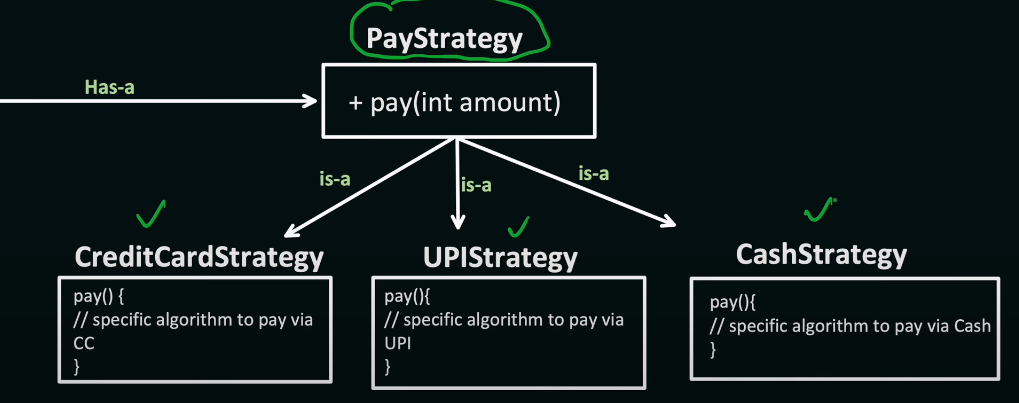 PayStrategy
Has-a
+ pay(int amount)
is-a
is-a
is-a
CreditCardStrategy
pay() {
// specific algorithm to pay via
CC
}
UPIStrategy
pay(){
// specific algorithm to pay via
UPI
}
CashStrategy
pay(){
// specific algorithm to pay via Cash
}